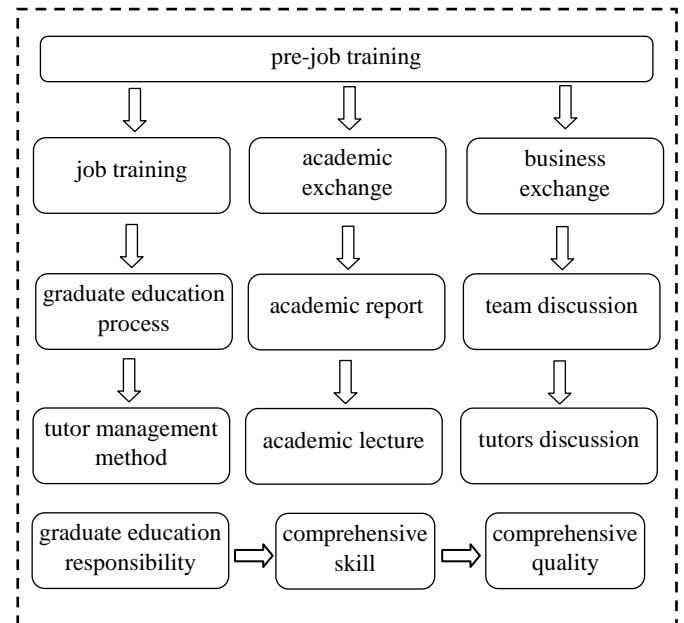 pre-job training
job training
academic
exchange
business
exchange
graduate education
process
academic report
team discussion
tutor management
method
academic lecture
tutors discussion
graduate education
responsibility
comprehensive
skill
comprehensive
quality